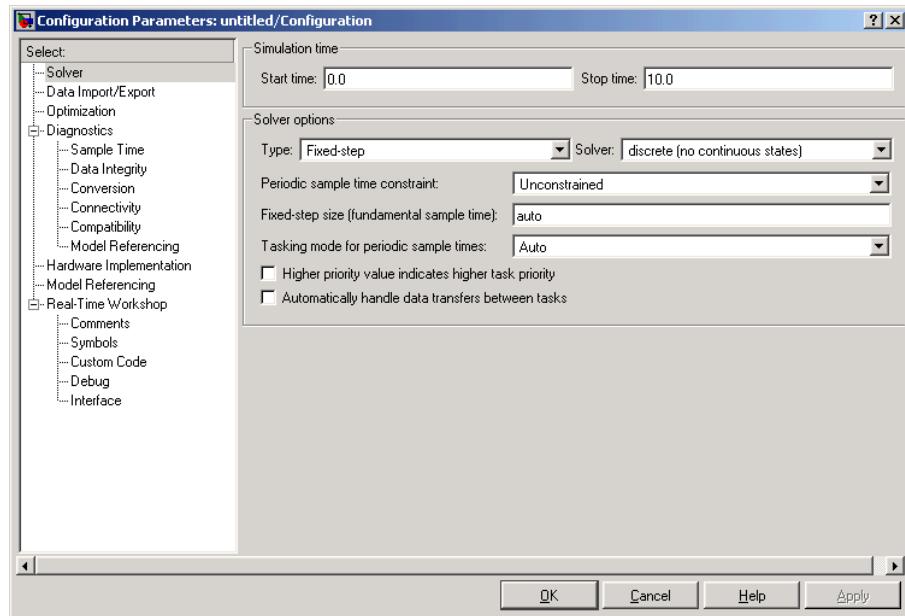 Configuration Parameters: untitled/Configuration
Select:
Solver
Data Import/Export
Optimization
Diagnostics
Sample Time
Data Integrity
Conversion
Connectivity
Compatibility
Model Referencing
Hardware Implementation
Model Referencing
Real-Time Workshop
Comments
Symbols
Custom Code
Debug
Interface
Simulation time
Start time: 0.0 Stop time: 10.0
Solver options
Type: Fixed-step Solver: discrete (no continuous states)
Periodic sample time constraint: Unconstrained
Fixed-step size (fundamental sample time): auto
Tasking mode for periodic sample times: Auto
Higher priority value indicates higher task priority
Automatically handle data transfers between tasks
OK Cancel Help Apply